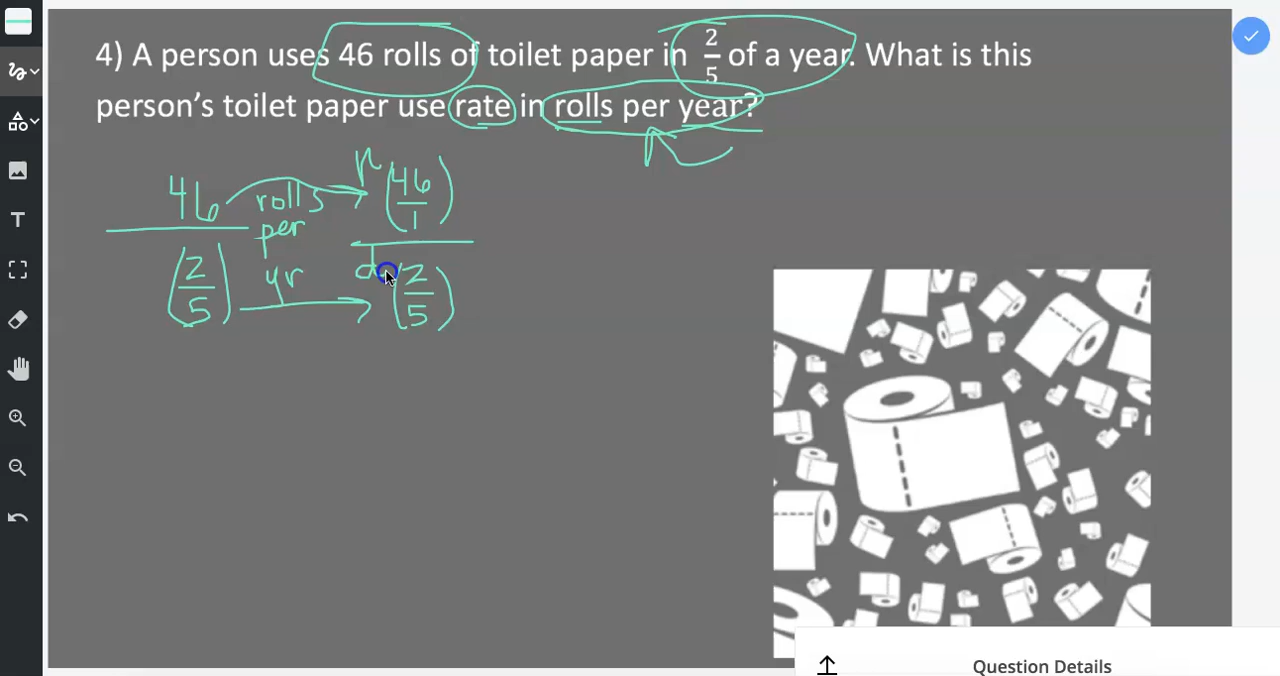 4) A person uses 46 rolls of toilet paper in 2/5 of a year. What is this
person's toilet paper use rate in rolls per year?
46 rolls n (46/1)
per
(2/5) yr d (2/5)
T
Question Details